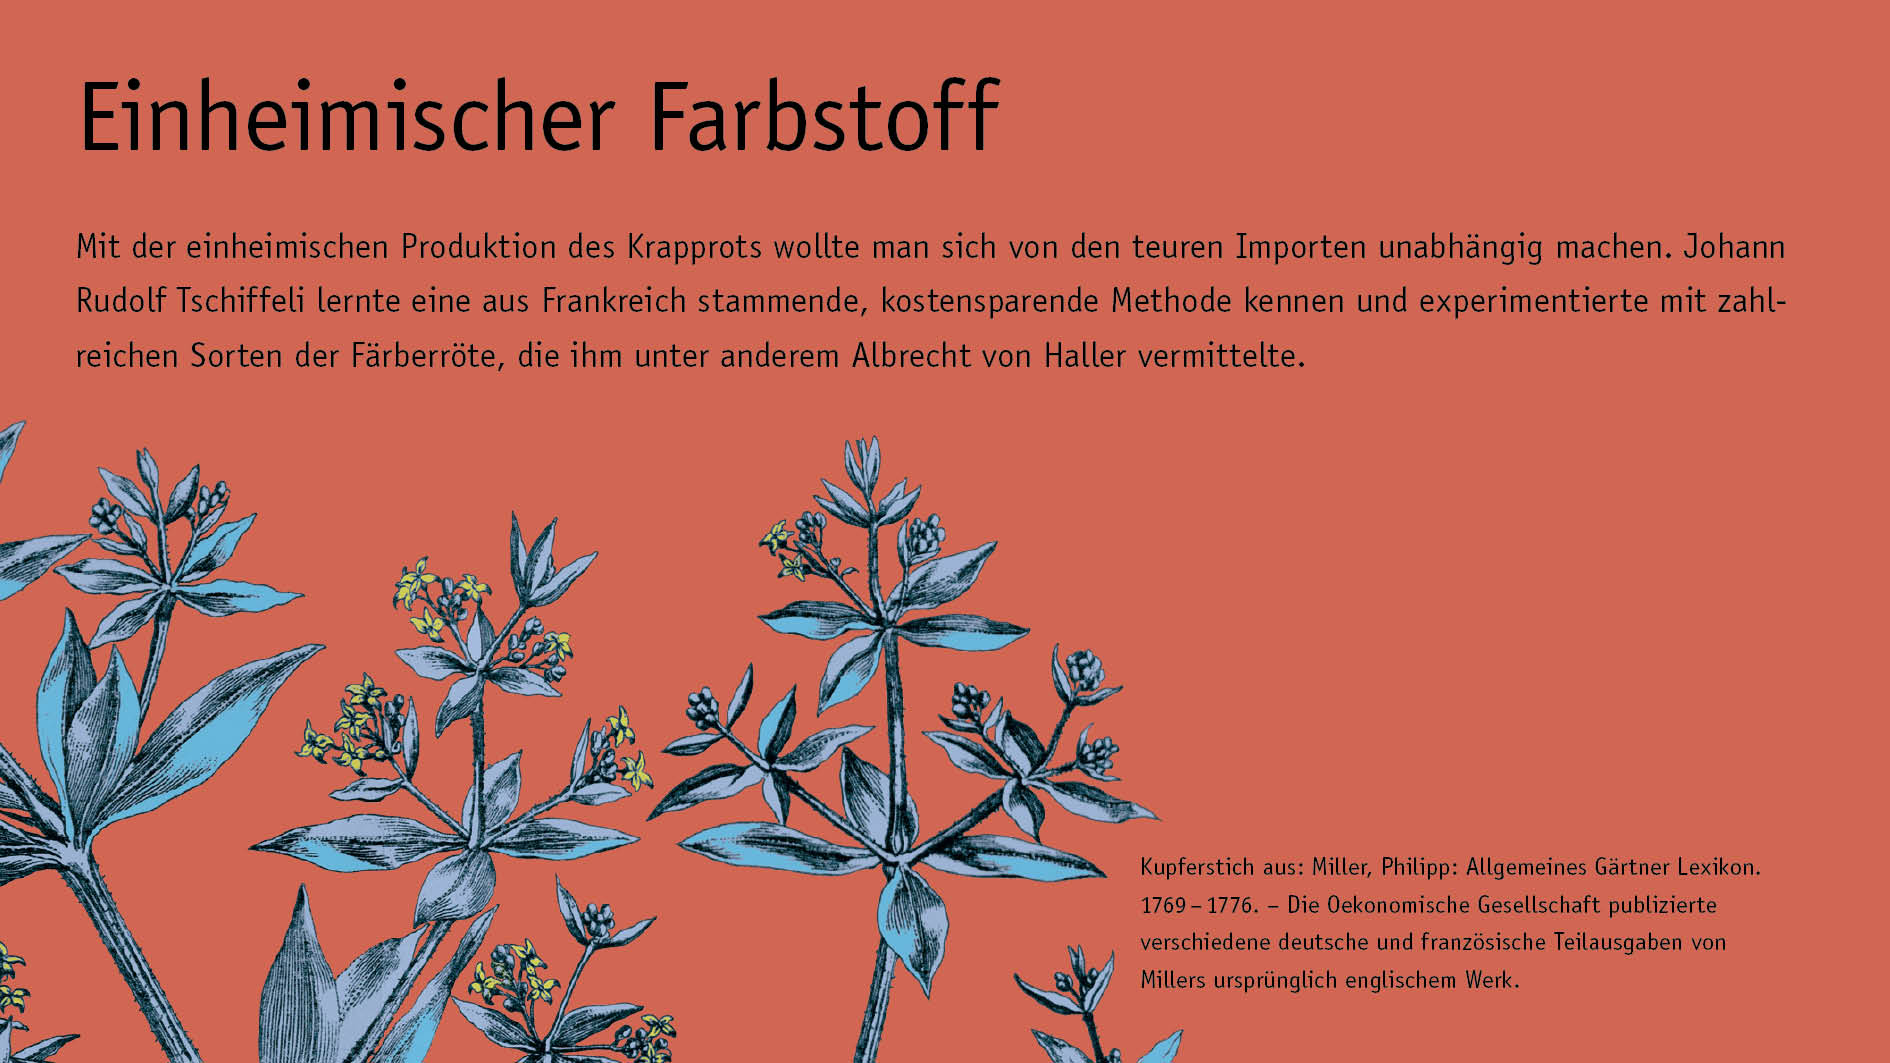 Einheimischer Farbstoff
Mit der einheimischen Produktion des Krapprots wollte man sich von den teuren Importen unabhängig machen. Johann
Rudolf Tschiffeli lernte eine aus Frankreich stammende, kostensparende Methode kennen und experimentierte mit zahl-
reichen Sorten der Färberröte, die ihm unter anderem Albrecht von Haller vermittelte.
Kupferstich aus: Miller, Philipp: Allgemeines Gärtner Lexikon.
1769 – 1776. – Die Oekonomische Gesellschaft publizierte
verschiedene deutsche und französische Teilausgaben von
Millers ursprünglich englischem Werk.